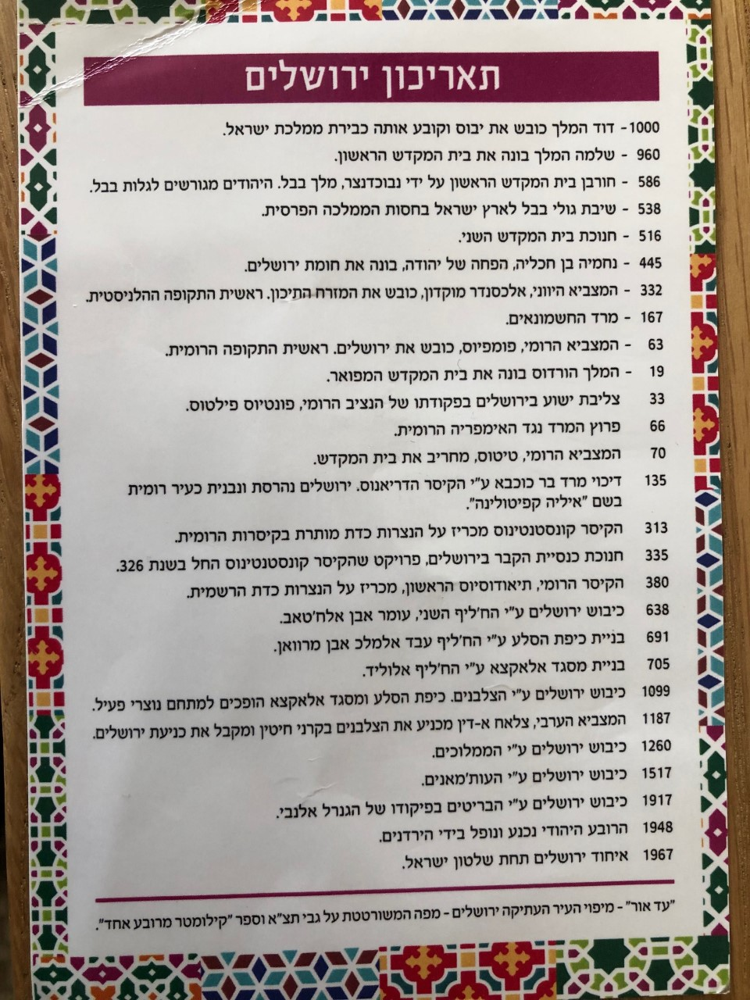 תאריכון ירושלים
1000- דוד המלך כובש את יבוס וקובע אותה כבירת ממלכת ישראל.
960 - שלמה המלך בונה את בית המקדש הראשון.
586 - חורבן בית המקדש הראשון על ידי נבוכדנצר, מלך בבל. היהודים מגורשים לגלות בבל.
538 - שיבת גולי בבל לארץ ישראל בחסות הממלכה הפרסית.
516 - חנוכת בית המקדש השני.
445 - נחמיה בן חכליה, הפחה של יהודה, בונה את חומת ירושלים.
332 - המצביא היווני, אלכסנדר מוקדון, כובש את המזרח התיכון. ראשית התקופה ההלניסטית.
167 - מרד החשמונאים.
63 - המצביא הרומי, פומפיוס, כובש את ירושלים. ראשית התקופה הרומית.
19 - המלך הורדוס בונה את בית המקדש המפואר.
33 צליבת ישוע בירושלים בפקודתו של הנציב הרומי, פונטיוס פילטוס.
66 פרוץ המרד נגד האימפריה הרומית.
70 המצביא הרומי, טיטוס, מחריב את בית המקדש.
135 דיכוי מרד בר כוכבא ע"י הקיסר הדריאנוס. ירושלים נהרסת ונבנית כעיר רומית
בשם "איליה קפיטולינה".
313 הקיסר קונסטנטינוס מכריז על הנצרות כדת מותרת בקיסרות הרומית.
335 חנוכת כנסיית הקבר בירושלים, פרויקט שהקיסר קונסטנטינוס החל בשנת 326.
380 הקיסר הרומי, תיאודוסיוס הראשון, מכריז על הנצרות כדת הרשמית.
638 כיבוש ירושלים ע"י הח'ליף השני, עומר אבן אלח'טאב.
691 בניית כיפת הסלע ע"י הח'ליף עבד אלמלכ אבן מרוואן.
705 בניית מסגד אלאקצא ע"י הח'ליף אלוליד.
1099 כיבוש ירושלים ע"י הצלבנים. כיפת הסלע ומסגד אלאקצא הופכים למתחם נוצרי פעיל.
1187 המצביא הערבי, צלאח א-דין מכניע את הצלבנים בקרני חיטין ומקבל את כניעת ירושלים.
1260 כיבוש ירושלים ע"י הממלוכים.
1517 כיבוש ירושלים ע"י העות'מאנים.
1917 כיבוש ירושלים ע"י הבריטים בפיקודו של הגנרל אלנבי.
1948 הרובע היהודי נכנע ונופל בידי הירדנים.
1967 איחוד ירושלים תחת שלטון ישראל.
"עד אור" - מיפוי העיר העתיקה ירושלים - מפה המשורטטת על גבי תצ"א וספר "קילומטר מרובע אחד".